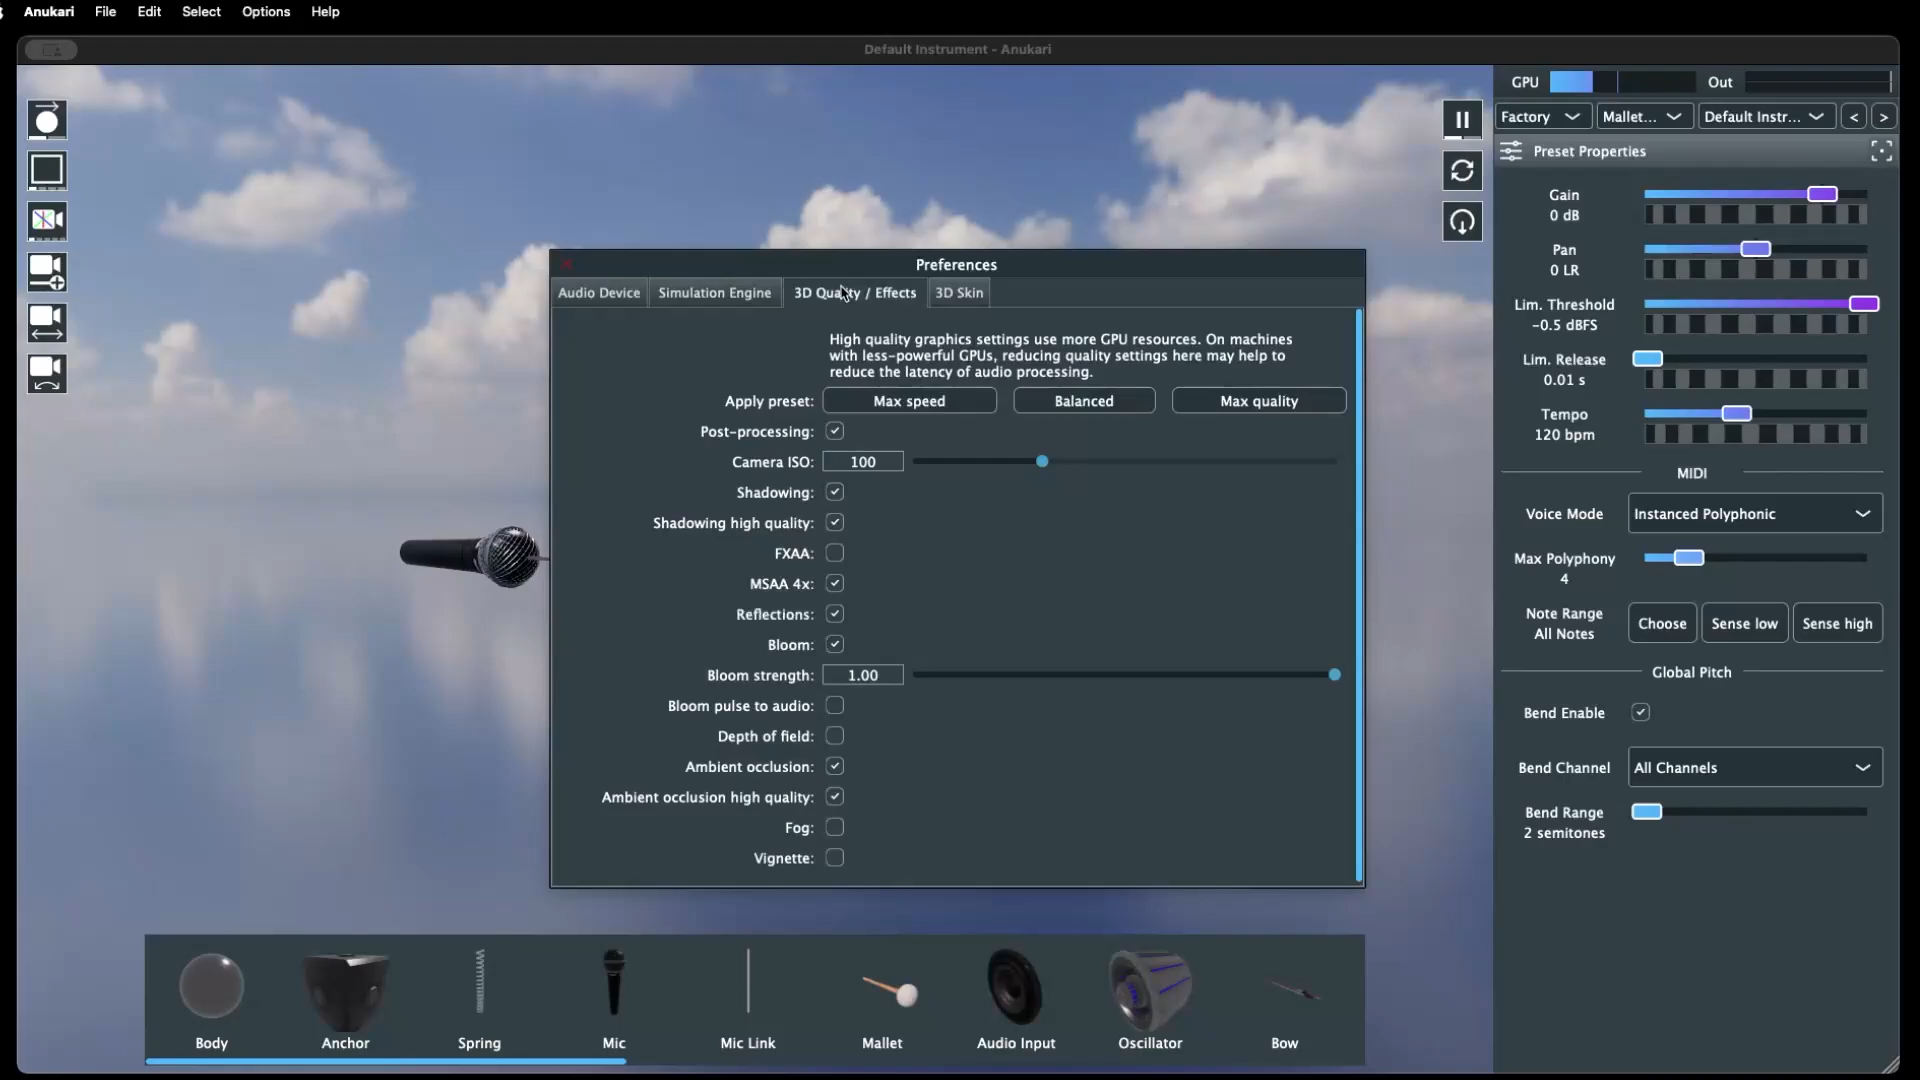 Anukari File Edit Select Options Help
Default Instrument - Anukari
GPU Out
Factory Mallet... Default Instr... < >
Preset Properties
Gain
0 dB
Pan
0 LR
Lim. Threshold
-0.5 dBFS
Lim. Release
0.01 s
Tempo
120 bpm
MIDI
Voice Mode Instanced Polyphonic
Max Polyphony
4
Note Range
All Notes
Choose Sense low Sense high
Global Pitch
Bend Enable
Bend Channel All Channels
Bend Range
2 semitones
Preferences
Audio Device Simulation Engine 3D Quality / Effects 3D Skin
High quality graphics settings use more GPU resources. On machines
with less-powerful GPUs, reducing quality settings here may help to
reduce the latency of audio processing.
Apply preset: Max speed Balanced Max quality
Post-processing:
Camera ISO: 100
Shadowing:
Shadowing high quality:
FXAA:
MSAA 4x:
Reflections:
Bloom:
Bloom strength: 1.00
Bloom pulse to audio:
Depth of field:
Ambient occlusion:
Ambient occlusion high quality:
Fog:
Vignette:
Body Anchor Spring Mic Mic Link Mallet Audio Input Oscillator Bow